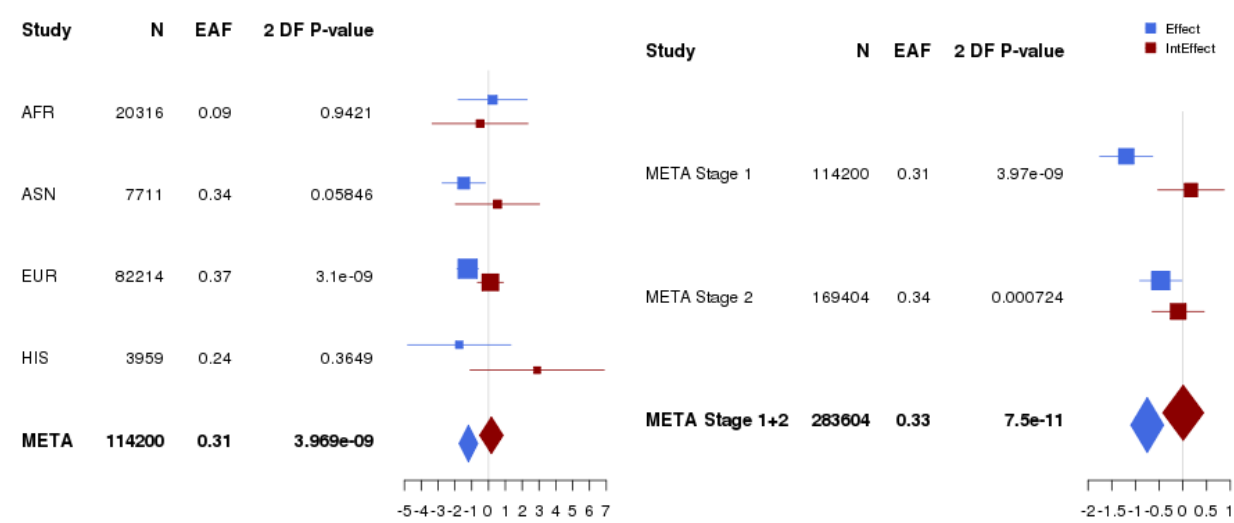 Study N EAF 2 DF P-value
AFR 20316 0.09 0.9421
ASN 7711 0.34 0.05846
EUR 82214 0.37 3.1e-09
HIS 3959 0.24 0.3649
META 114200 0.31 3.969e-09
-5-4-3-2-1 0 1 2 3 4 5 6 7
Effect
IntEffect
Study N EAF 2 DF P-value
META Stage 1 114200 0.31 3.97e-09
META Stage 2 169404 0.34 0.000724
META Stage 1+2 283604 0.33 7.5e-11
-2-1.5-1-0.5 0 0.5 1